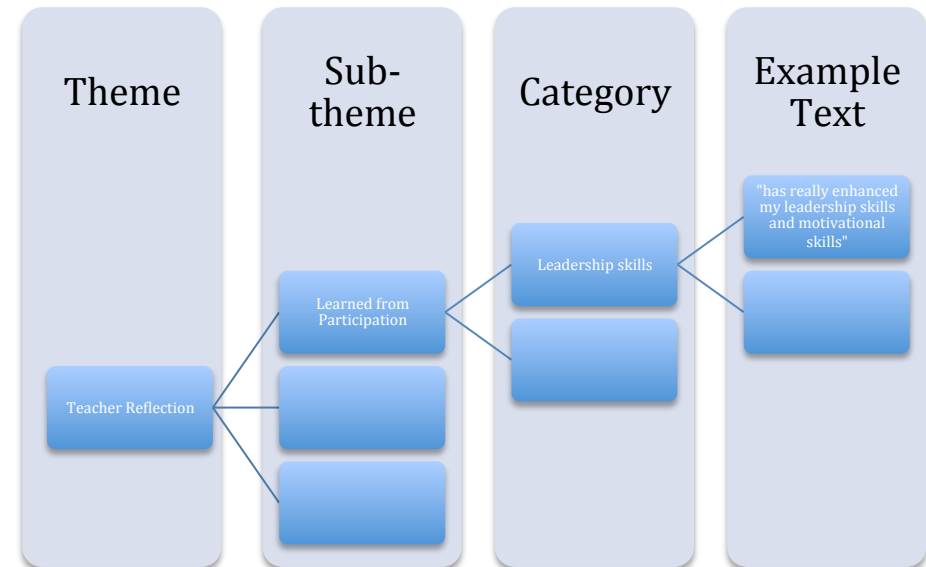 Theme
Sub-
theme
Category
Example
Text
Teacher Reflection
Learned from
Participation
Leadership skills
"has really enhanced
my leadership skills
and motivational
skills"